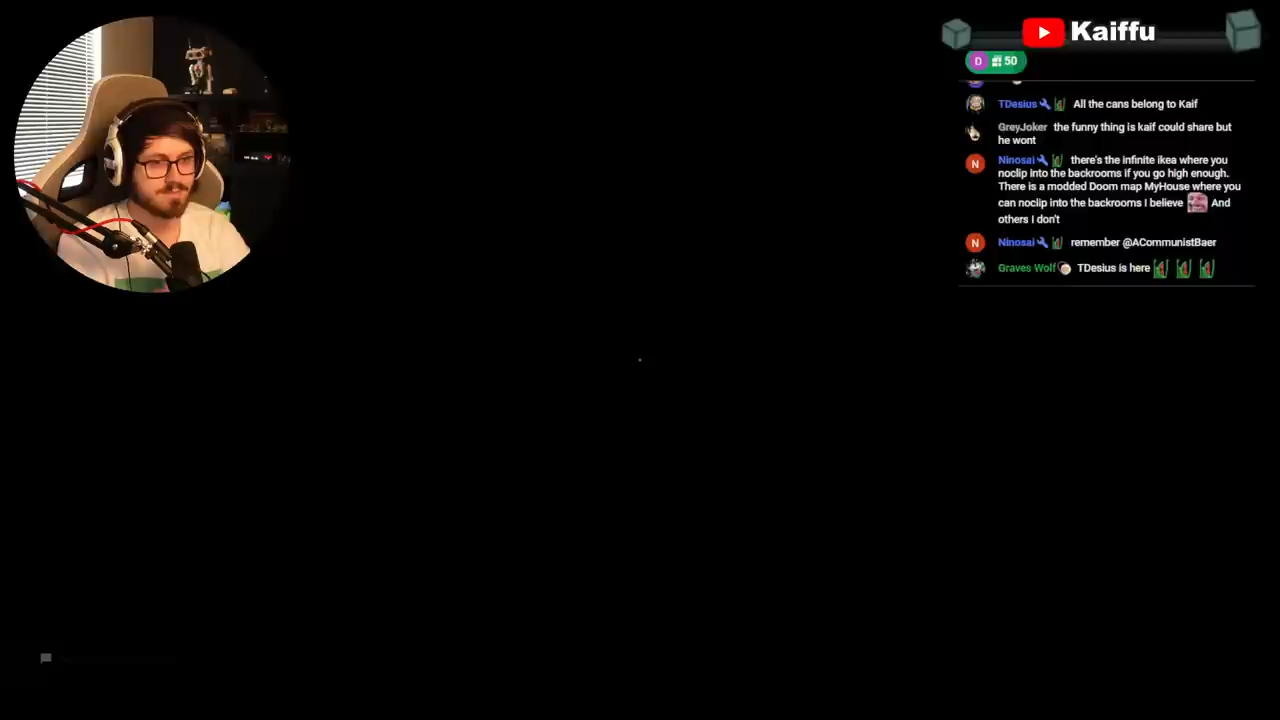 Kaiffu
D 50
TDesius All the cans belong to Kaif
GreyJoker the funny thing is kaif could share but
he wont
N Ninosai there's the infinite ikea where you
noclip into the backrooms if you go high enough.
There is a modded Doom map MyHouse where you
can noclip into the backrooms I believe And
others I don't
N Ninosai remember @ACommunistBaer
Graves Wolf TDesius is here